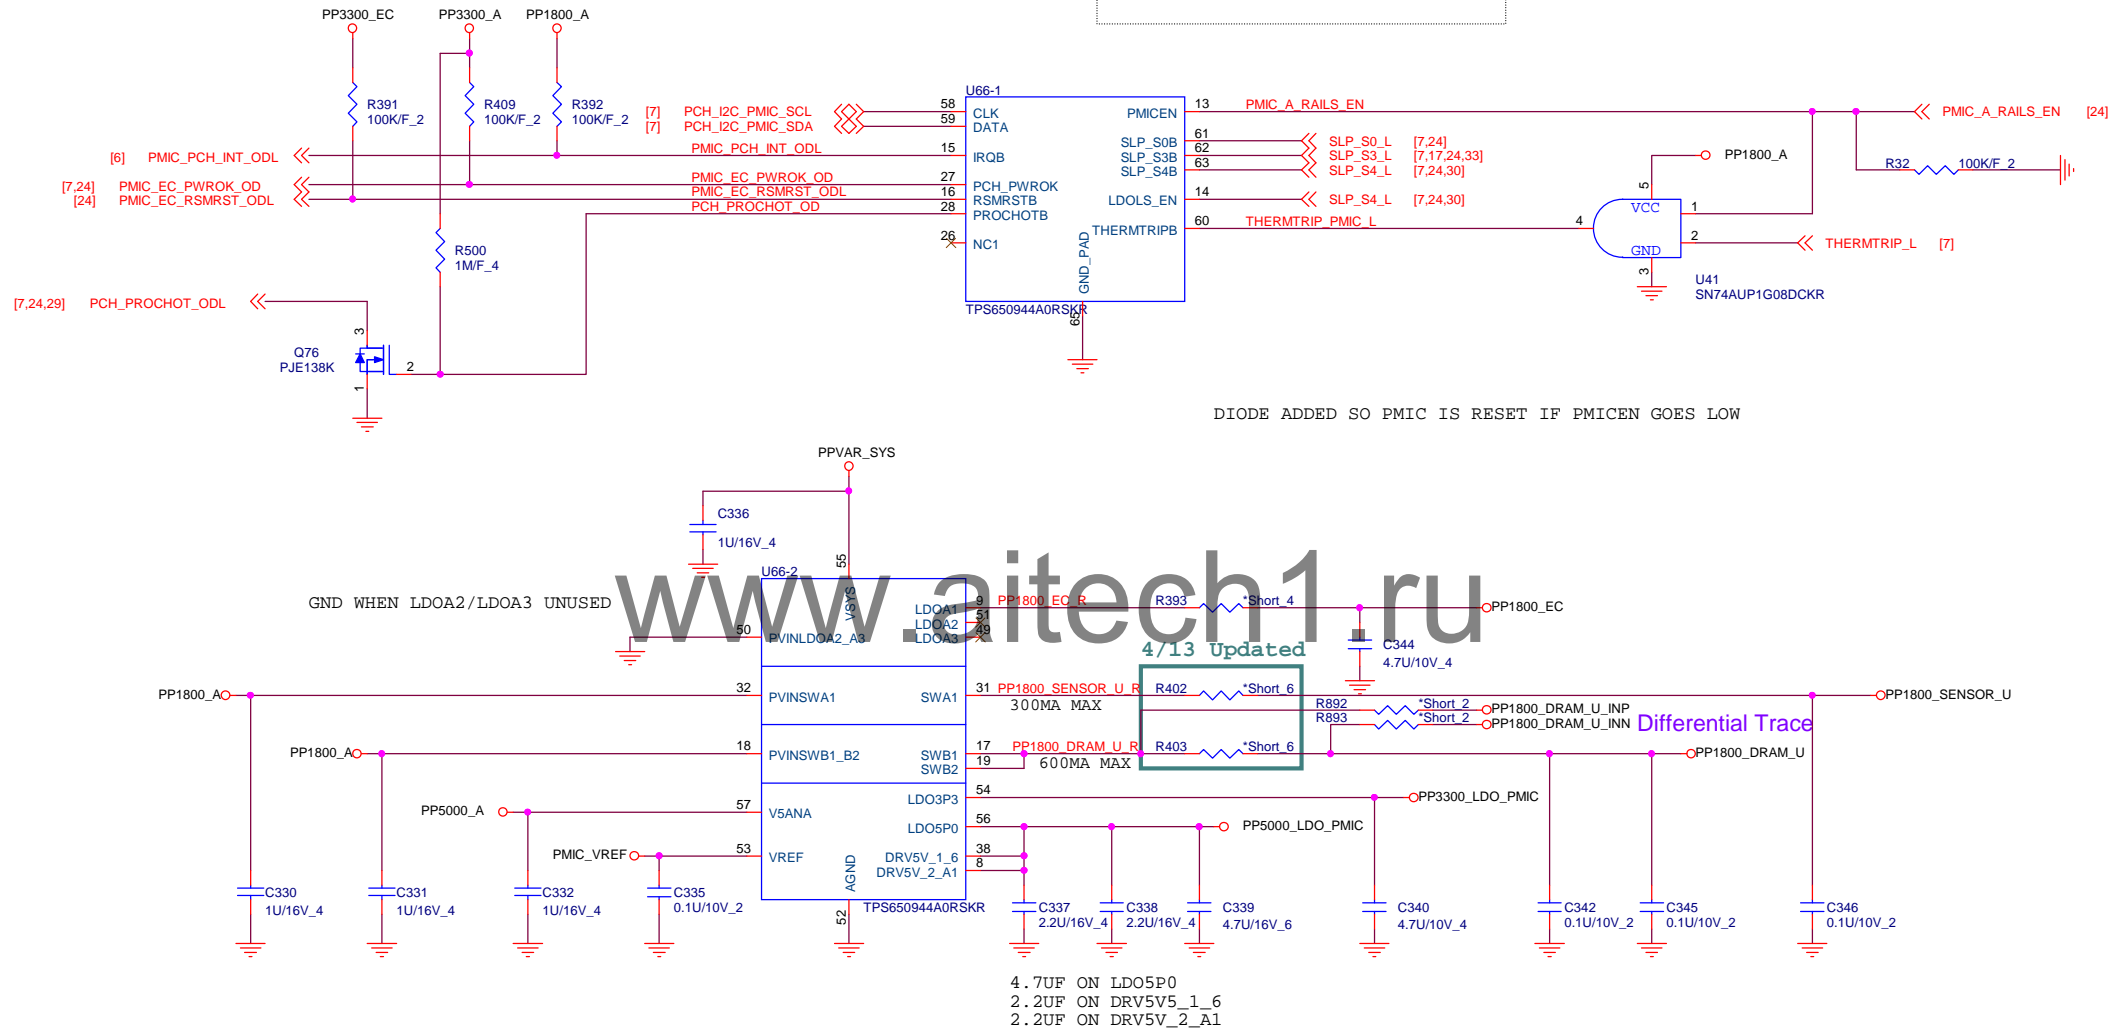 PP3300_EC PP3300_A PP1800_A
R391 100K/F_2
R409 100K/F_2
R392 100K/F_2
[7] PCH_I2C_PMIC_SCL
[7] PCH_I2C_PMIC_SDA
[6] PMIC_PCH_INT_ODL
PMIC_PCH_INT_ODL
[7,24] PMIC_EC_PWROK_OD
PMIC_EC_PWROK_OD
[24] PMIC_EC_RSMRST_ODL
PMIC_EC_RSMRST_ODL
PCH_PROCHOT_OD
R500
1M/F_4
[7,24,29] PCH_PROCHOT_ODL
Q76
PJE138K
3
2
1
U66-1
58 CLK
59 DATA
15 IRQB
27 PCH_PWROK
16 RSMRSTB
28 PROCHOTB
26 NC1
PMICEN 13
SLP_S0B 61
SLP_S3B 62
SLP_S4B 63
LDOLS_EN 14
THERMTRIPB 60
GND_PAD
65
TPS650944A0RSKR
PMIC_A_RAILS_EN
PMIC_A_RAILS_EN [24]
SLP_S0_L [7,24]
SLP_S3_L [7,17,24,33]
SLP_S4_L [7,24,30]
SLP_S4_L [7,24,30]
THERMTRIP_PMIC_L
PP1800_A
R32 100K/F_2
5
VCC
1
4
2
GND
3
THERMTRIP_L [7]
U41
SN74AUP1G08DCKR
DIODE ADDED SO PMIC IS RESET IF PMICEN GOES LOW
PPVAR_SYS
C336
1U/16V_4
55
U66-2
VSYS
GND WHEN LDOA2/LDOA3 UNUSED
www.aitech1.ru
50 PVINLDOA2_A3
LDOA1 9
LDOA2 51
LDOA3 49
PP1800_EC_R R393 *Short_4 PP1800_EC
C344
4.7U/10V_4
4/13 Updated
PP1800_A 32 PVINSWA1
SWA1 31 PP1800_SENSOR_U_R R402 *Short_6 PP1800_SENSOR_U
300MA MAX
R892 *Short_2 PP1800_DRAM_U_INP
R893 *Short_2 PP1800_DRAM_U_INN
Differential Trace
PP1800_A 18 PVINSWB1_B2
SWB1 17 PP1800_DRAM_U_R R403 *Short_6 PP1800_DRAM_U
SWB2 19
600MA MAX
LDO3P3 54 PP3300_LDO_PMIC
PP5000_A 57 V5ANA
LDO5P0 56 PP5000_LDO_PMIC
PMIC_VREF 53 VREF
DRV5V_1_6 38
DRV5V_2_A1 8
AGND
52
TPS650944A0RSKR
C330
1U/16V_4
C331
1U/16V_4
C332
1U/16V_4
C335
0.1U/10V_2
C337
2.2U/16V_4
C338
2.2U/16V_4
C339
4.7U/16V_6
C340
4.7U/10V_4
C342
0.1U/10V_2
C345
0.1U/10V_2
C346
0.1U/10V_2
4.7UF ON LDO5P0
2.2UF ON DRV5V5_1_6
2.2UF ON DRV5V_2_A1